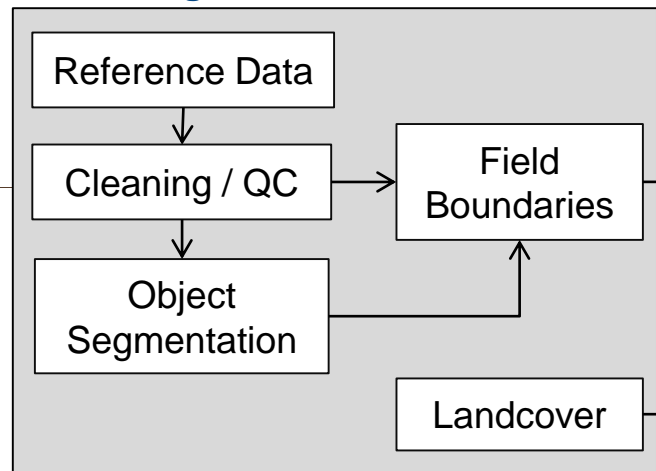 Reference Data
Cleaning / QC
Field
Boundaries
Object
Segmentation
Landcover